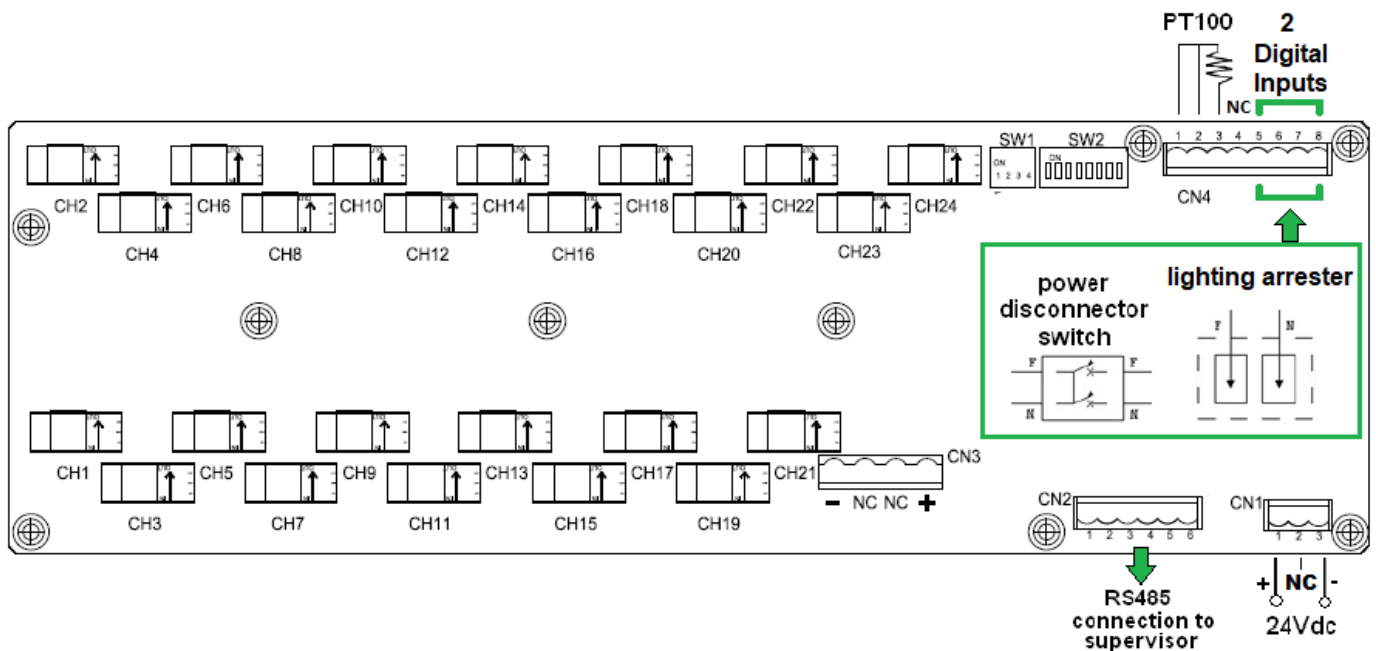 PT100
2
Digital
Inputs
NC
SW1
SW2
ON
1 2 3 4
ON
1 2 3 4 5 6 7 8
CN4
CH2
CH6
CH10
CH14
CH18
CH22
CH24
CH4
CH8
CH12
CH16
CH20
CH23
power
disconnector
switch
lighting arrester
F
F
N
N
F
N
CH1
CH5
CH9
CH13
CH17
CH21
CN3
- NC NC +
CH3
CH7
CH11
CH15
CH19
CN2
1 2 3 4 5 6
CN1
1 2 3
RS485
connection to
supervisor
+ NC -
24Vdc